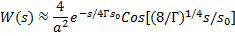 W(s) ≈ 4/a² e^(-s/4Γs₀) Cos[(8/Γ)^(1/4) s/s₀]